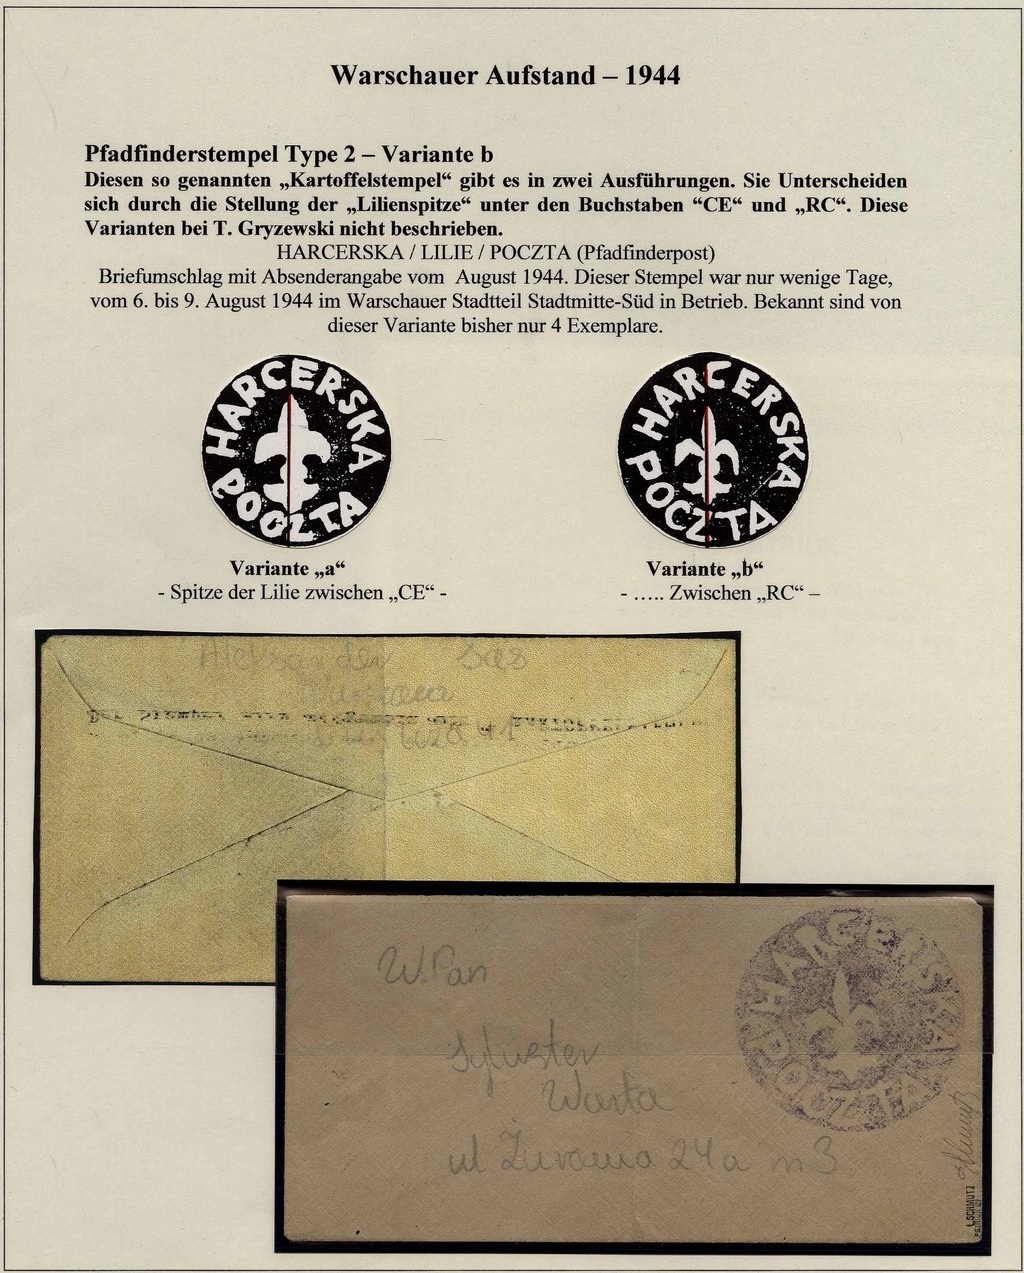 Warschauer Aufstand – 1944
Pfadfinderstempel Type 2 – Variante b
Diesen so genannten „Kartoffelstempel“ gibt es in zwei Ausführungen. Sie Unterscheiden
sich durch die Stellung der „Lilienspitze“ unter den Buchstaben “CE“ und „RC“. Diese
Varianten bei T. Gryzewski nicht beschrieben.
HARCERSKA / LILIE / POCZTA (Pfadfinderpost)
Briefumschlag mit Absenderangabe vom August 1944. Dieser Stempel war nur wenige Tage,
vom 6. bis 9. August 1944 im Warschauer Stadtteil Stadtmitte-Süd in Betrieb. Bekannt sind von
dieser Variante bisher nur 4 Exemplare.
HARCERSKA
POCZTA
HARCERSKA
POCZTA
Variante „a“
- Spitze der Lilie zwischen „CE“ -
Variante „b“
- ….. Zwischen „RC“ –
Aleksander
W. Pan
Sylwester
Warta
ul Żurawia 24a m 3
HARCERSKA
POCZTA
L. SCHMUTZ